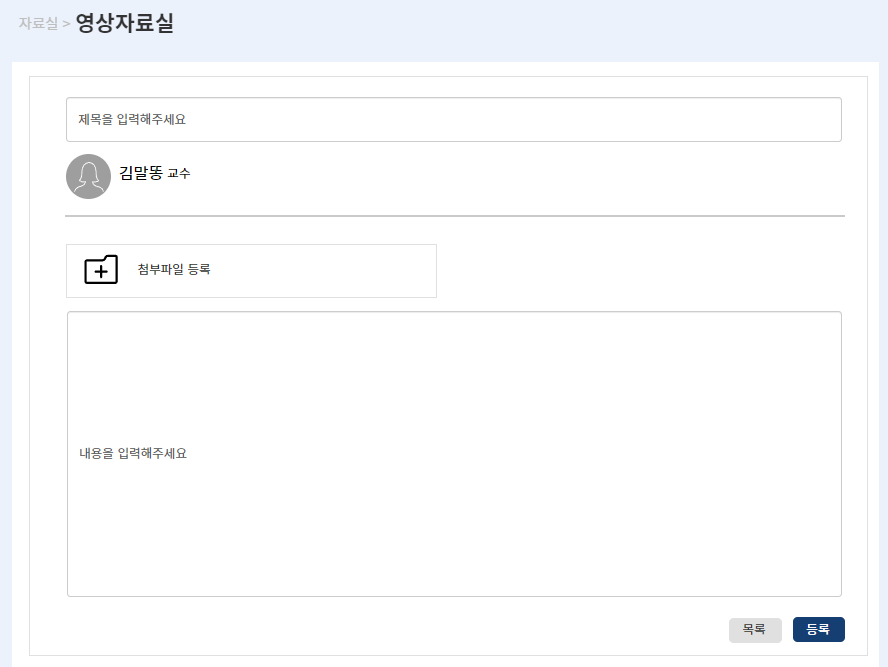 자료실 > 영상자료실
제목을 입력해주세요
김말똥 교수
첨부파일 등록
내용을 입력해주세요
목록 등록